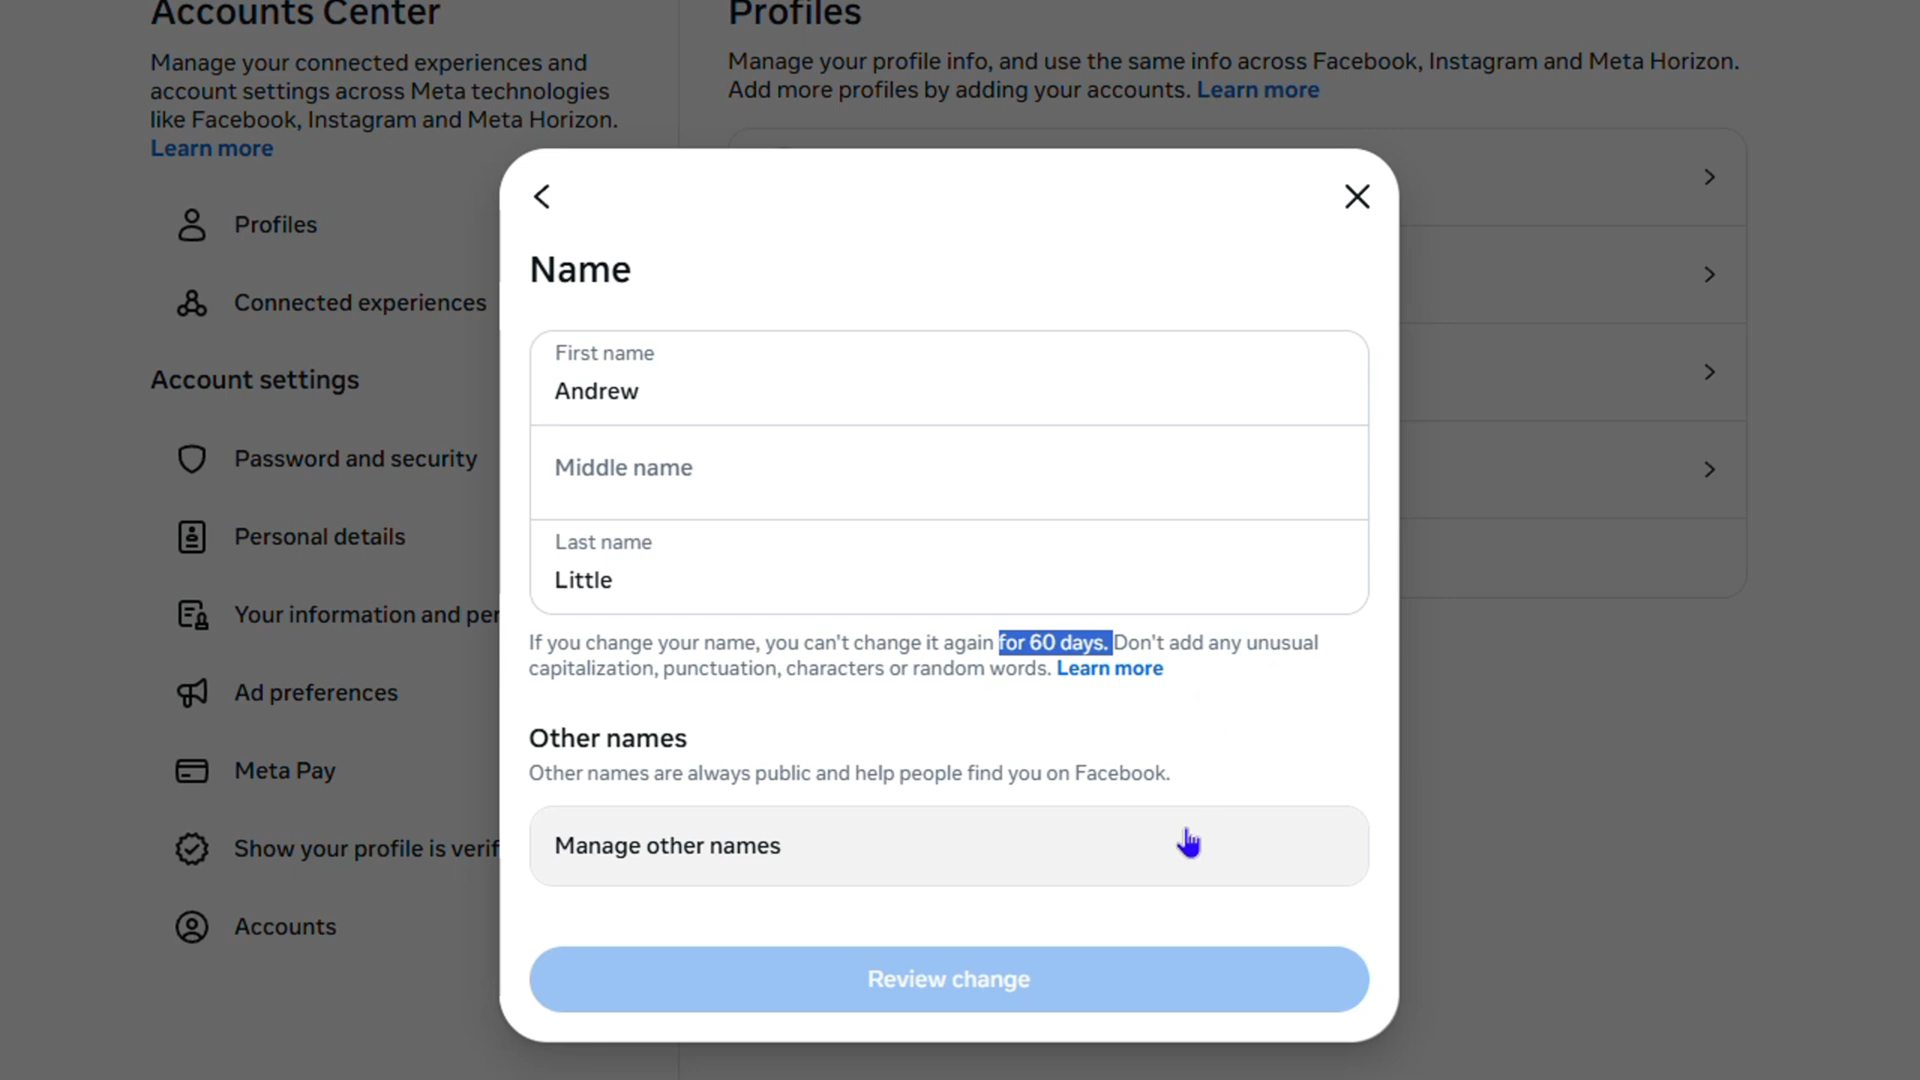 Accounts Center
Manage your connected experiences and
account settings across Meta technologies
like Facebook, Instagram and Meta Horizon.
Learn more
Profiles
Connected experiences
Account settings
Password and security
Personal details
Your information and per
Ad preferences
Meta Pay
Show your profile is verif
Accounts
Profiles
Manage your profile info, and use the same info across Facebook, Instagram and Meta Horizon.
Add more profiles by adding your accounts. Learn more
Name
First name
Andrew
Middle name
Last name
Little
If you change your name, you can't change it again for 60 days. Don't add any unusual
capitalization, punctuation, characters or random words. Learn more
Other names
Other names are always public and help people find you on Facebook.
Manage other names
Review change